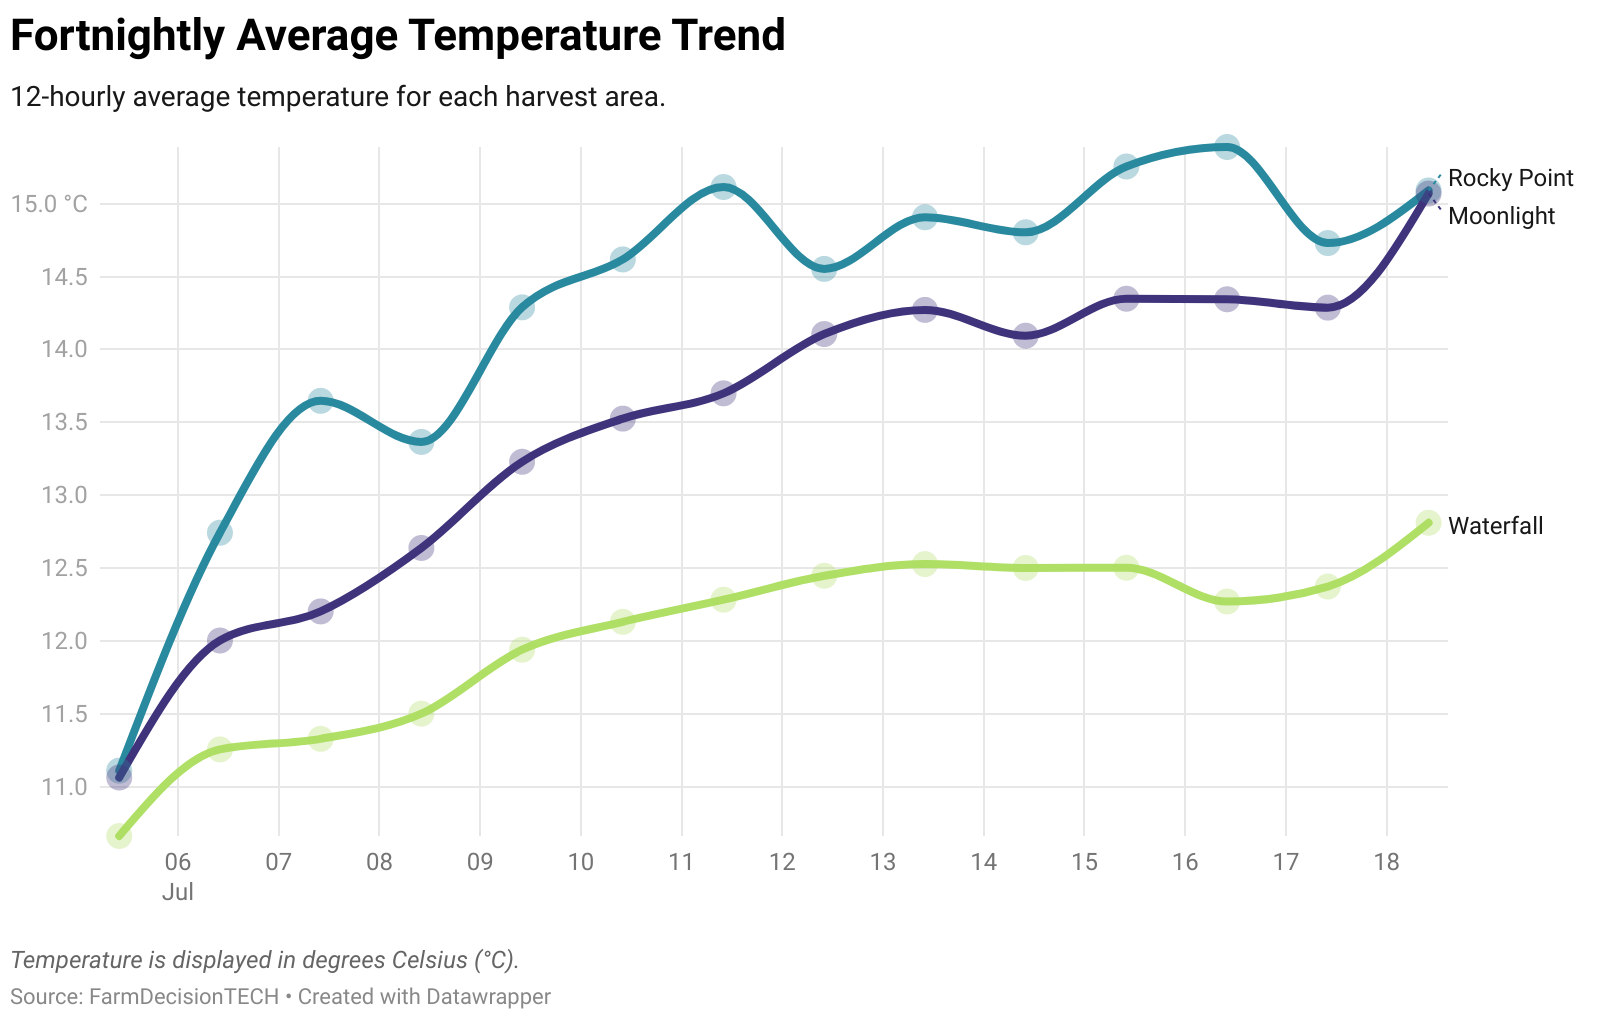 Fortnightly Average Temperature Trend
12-hourly average temperature for each harvest area.
15.0 °C
14.5
14.0
13.5
13.0
12.5
12.0
11.5
11.0
Rocky Point
Moonlight
Waterfall
06 07 08 09 10 11 12 13 14 15 16 17 18
Jul
Temperature is displayed in degrees Celsius (°C).
Source: FarmDecisionTECH • Created with Datawrapper